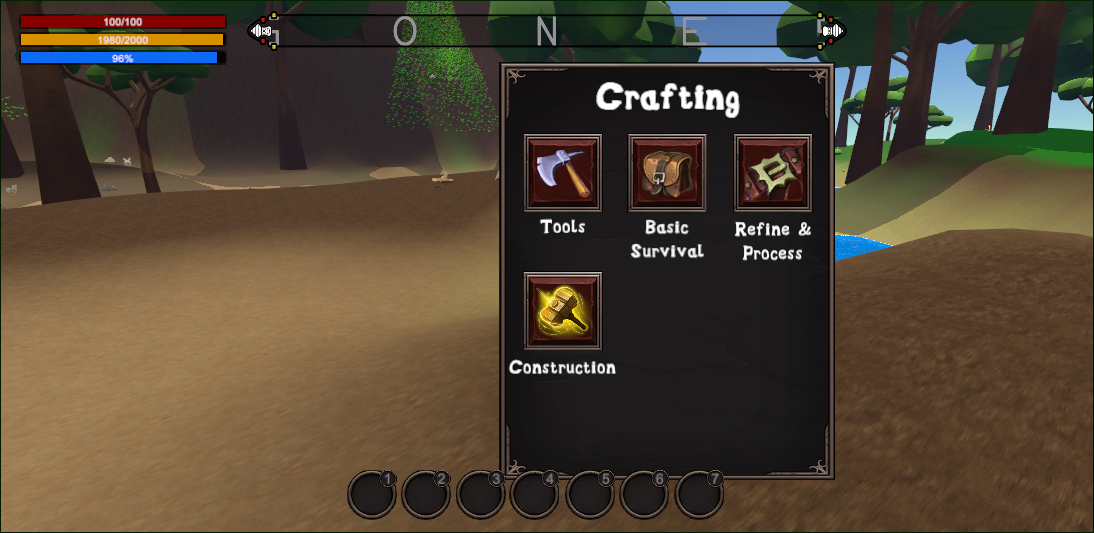 100/100
1980/2000
96%
O N E
Crafting
Tools
Basic
Survival
Refine &
Process
Construction
1 2 3 4 5 6 7